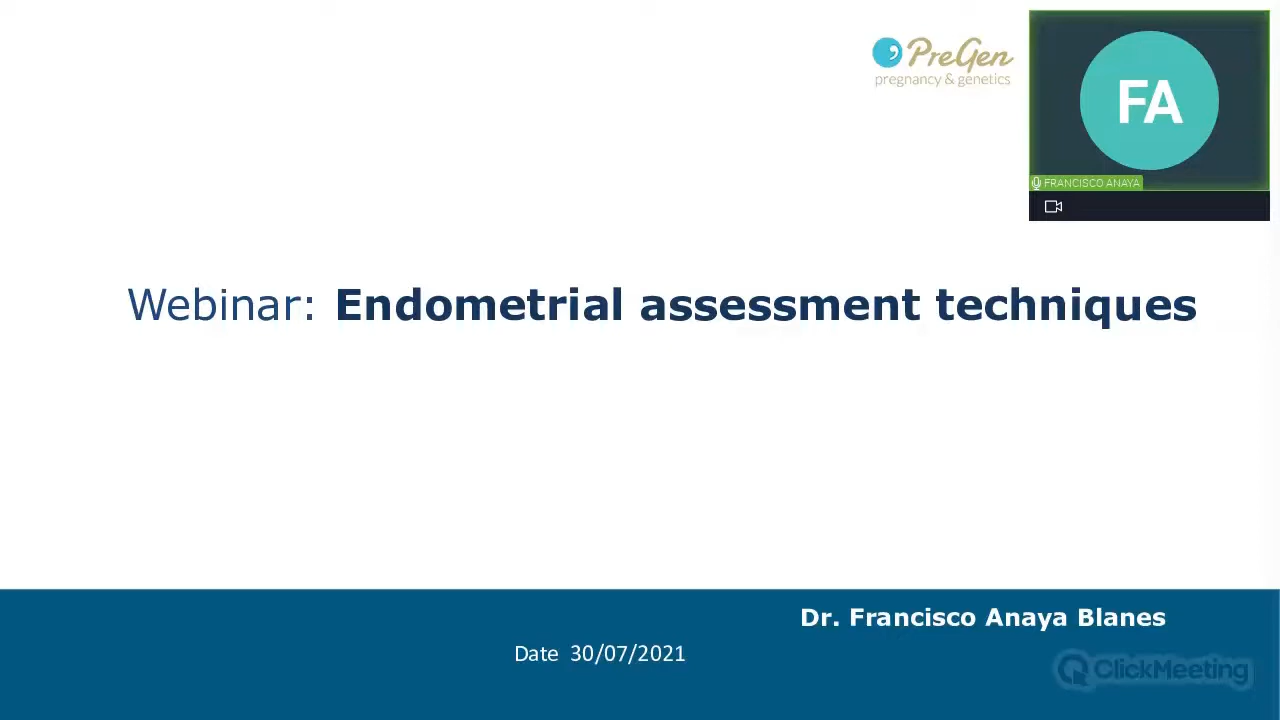 PreGen
pregnancy & genetics
FA
FRANCISCO ANAYA
Webinar: Endometrial assessment techniques
Dr. Francisco Anaya Blanes
Date 30/07/2021
ClickMeeting